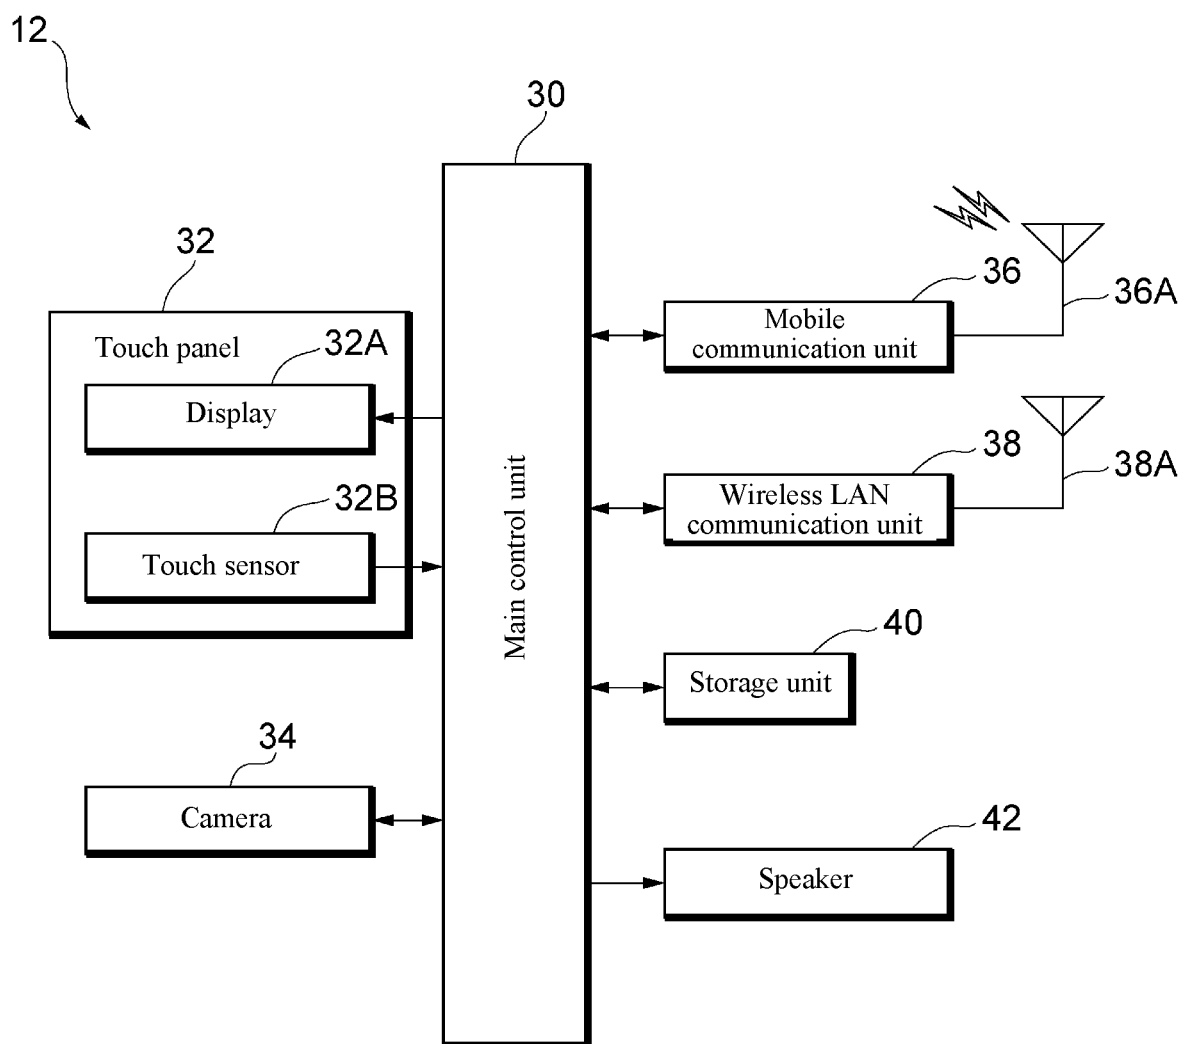 12
30
32
Touch panel
32A
Display
32B
Touch sensor
34
Camera
Main control unit
36
36A
Mobile
communication unit
38
38A
Wireless LAN
communication unit
40
Storage unit
42
Speaker